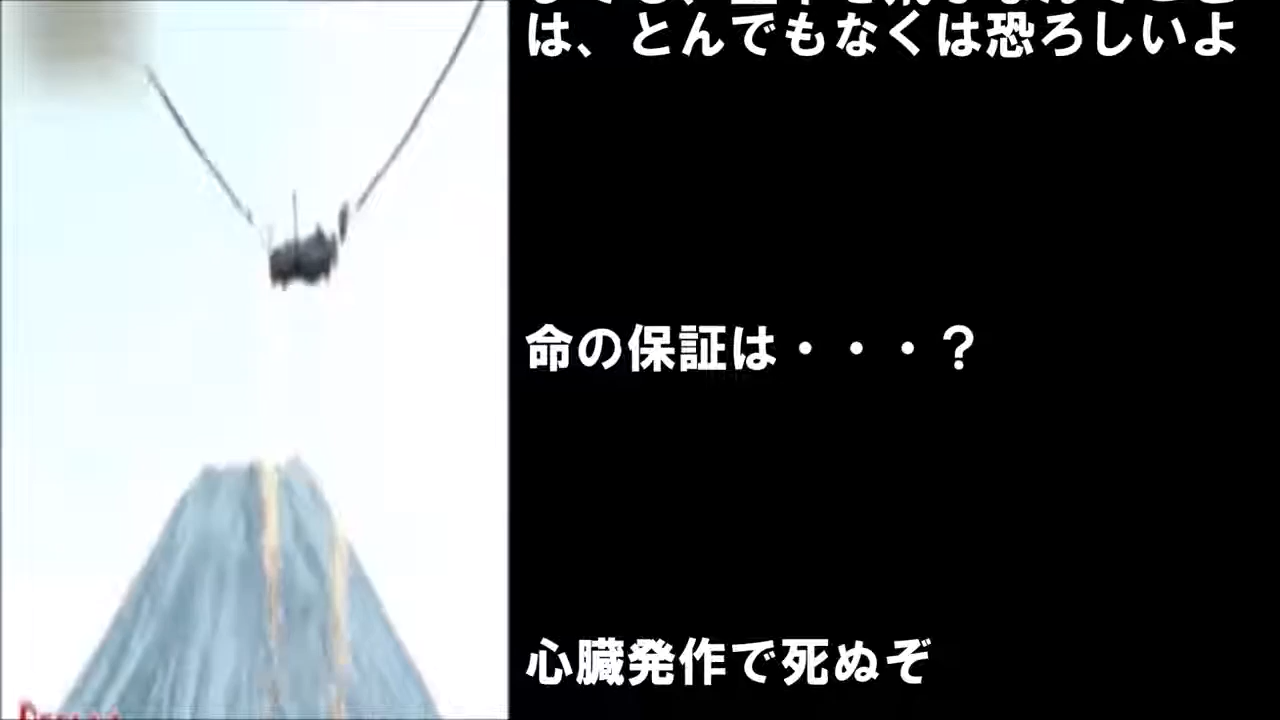 は、とんでもなくは恐ろしいよ
命の保証は・・・？
心臓発作で死ぬぞ